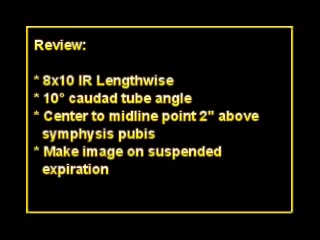 Review:
* 8x10 IR Lengthwise
* 10° caudad tube angle
* Center to midline point 2" above
symphysis pubis
* Make image on suspended
expiration